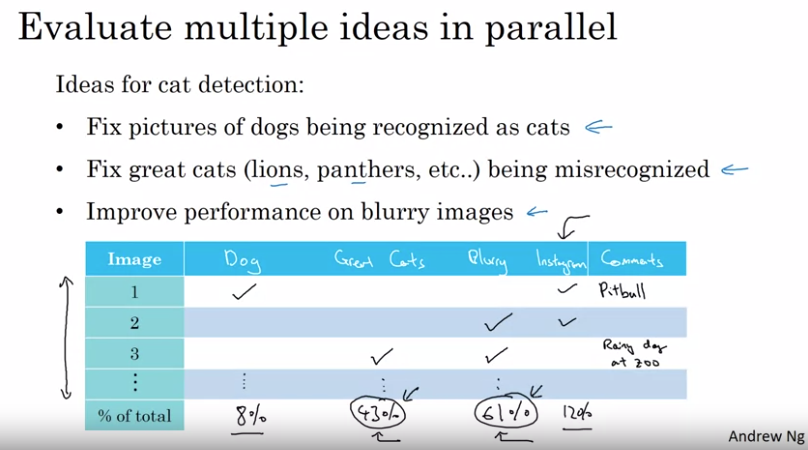 Evaluate multiple ideas in parallel
Ideas for cat detection:
• Fix pictures of dogs being recognized as cats
• Fix great cats (lions, panthers, etc..) being misrecognized
• Improve performance on blurry images
Image Dog Great Cats Blurry Instagram Comments
1 ✓ ✓ Pitbull
2 ✓ ✓
3 ✓ ✓ Rainy day at zoo
⋮ ⋮ ⋮ ⋮
% of total 8% 43% 61% 12%
Andrew Ng